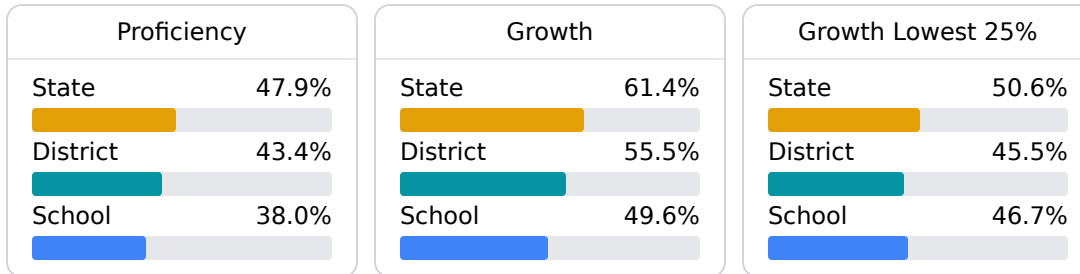 Proficiency
State 47.9%
District 43.4%
School 38.0%
Growth
State 61.4%
District 55.5%
School 49.6%
Growth Lowest 25%
State 50.6%
District 45.5%
School 46.7%